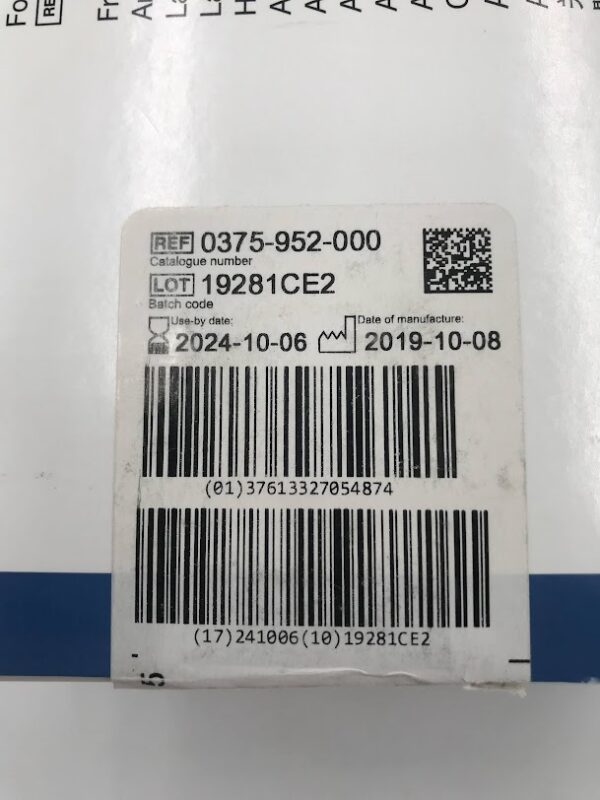 REF 0375-952-000
Catalogue number
LOT 19281CE2
Batch code
Use-by date:
2024-10-06
Date of manufacture:
2019-10-08
(01)37613327054874
(17)241006(10)19281CE2